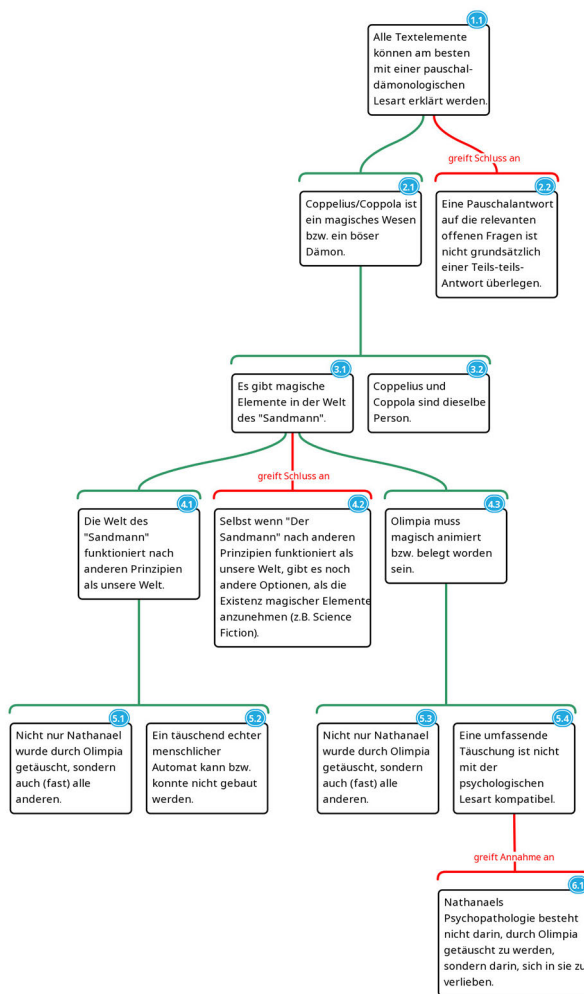 1.1
Alle Textelemente
können am besten
mit einer pauschal-
dämonologischen
Lesart erklärt werden.
greift Schluss an
2.1
Coppelius/Coppola ist
ein magisches Wesen
bzw. ein böser
Dämon.
2.2
Eine Pauschalantwort
auf die relevanten
offenen Fragen ist
nicht grundsätzlich
einer Teils-teils-
Antwort überlegen.
3.1
Es gibt magische
Elemente in der Welt
des "Sandmann".
3.2
Coppelius und
Coppola sind dieselbe
Person.
greift Schluss an
4.1
Die Welt des
"Sandmann"
funktioniert nach
anderen Prinzipien
als unsere Welt.
4.2
Selbst wenn "Der
Sandmann" nach anderen
Prinzipien funktioniert als
unsere Welt, gibt es noch
andere Optionen, als die
Existenz magischer Elemente
anzunehmen (z.B. Science
Fiction).
4.3
Olimpia muss
magisch animiert
bzw. belegt worden
sein.
5.1
Nicht nur Nathanael
wurde durch Olimpia
getäuscht, sondern
auch (fast) alle
anderen.
5.2
Ein täuschend echter
menschlicher
Automat kann bzw.
konnte nicht gebaut
werden.
5.3
Nicht nur Nathanael
wurde durch Olimpia
getäuscht, sondern
auch (fast) alle
anderen.
5.4
Eine umfassende
Täuschung ist nicht
mit der
psychologischen
Lesart kompatibel.
greift Annahme an
6.1
Nathanaels
Psychopathologie besteht
nicht darin, durch Olimpia
getäuscht zu werden,
sondern darin, sich in sie zu
verlieben.